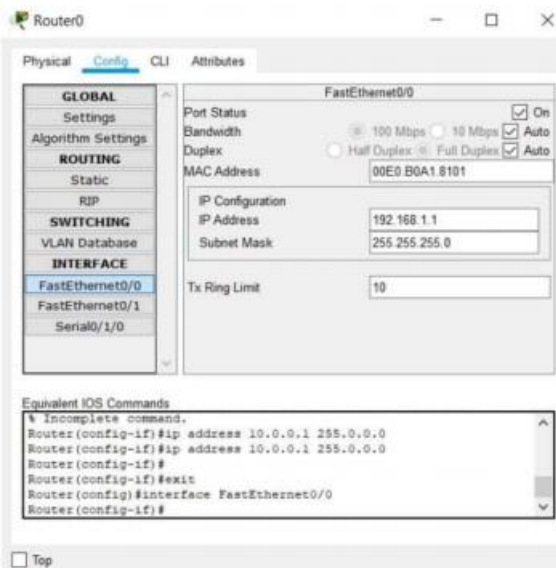 Router0
Physical Config CLI Attributes
GLOBAL
Settings
Algorithm Settings
ROUTING
Static
RIP
SWITCHING
VLAN Database
INTERFACE
FastEthernet0/0
FastEthernet0/1
Serial0/1/0
FastEthernet0/0
Port Status On
Bandwidth 100 Mbps 10 Mbps Auto
Duplex Half Duplex Full Duplex Auto
MAC Address 00E0.B0A1.8101
IP Configuration
IP Address 192.168.1.1
Subnet Mask 255.255.255.0
Tx Ring Limit 10
Equivalent IOS Commands
% Incomplete command.
Router(config-if)#ip address 10.0.0.1 255.0.0.0
Router(config-if)#ip address 10.0.0.1 255.0.0.0
Router(config-if)#
Router(config-if)#exit
Router(config)#interface FastEthernet0/0
Router(config-if)#
Top